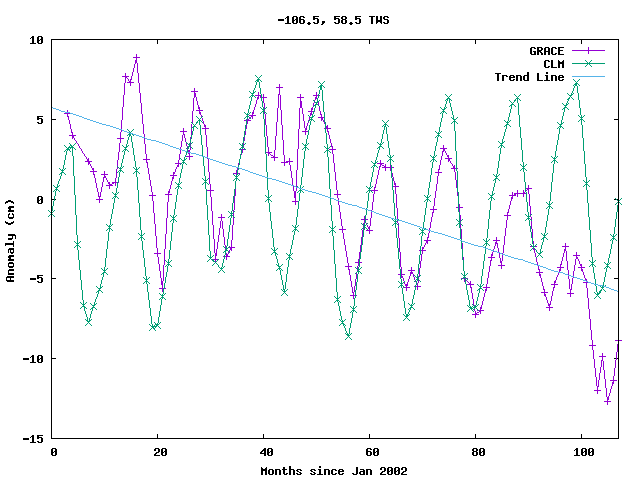 -106.5, 58.5 TWS
GRACE
CLM
Trend Line
10
5
0
-5
-10
-15
Anomaly (cm)
0 20 40 60 80 100
Months since Jan 2002